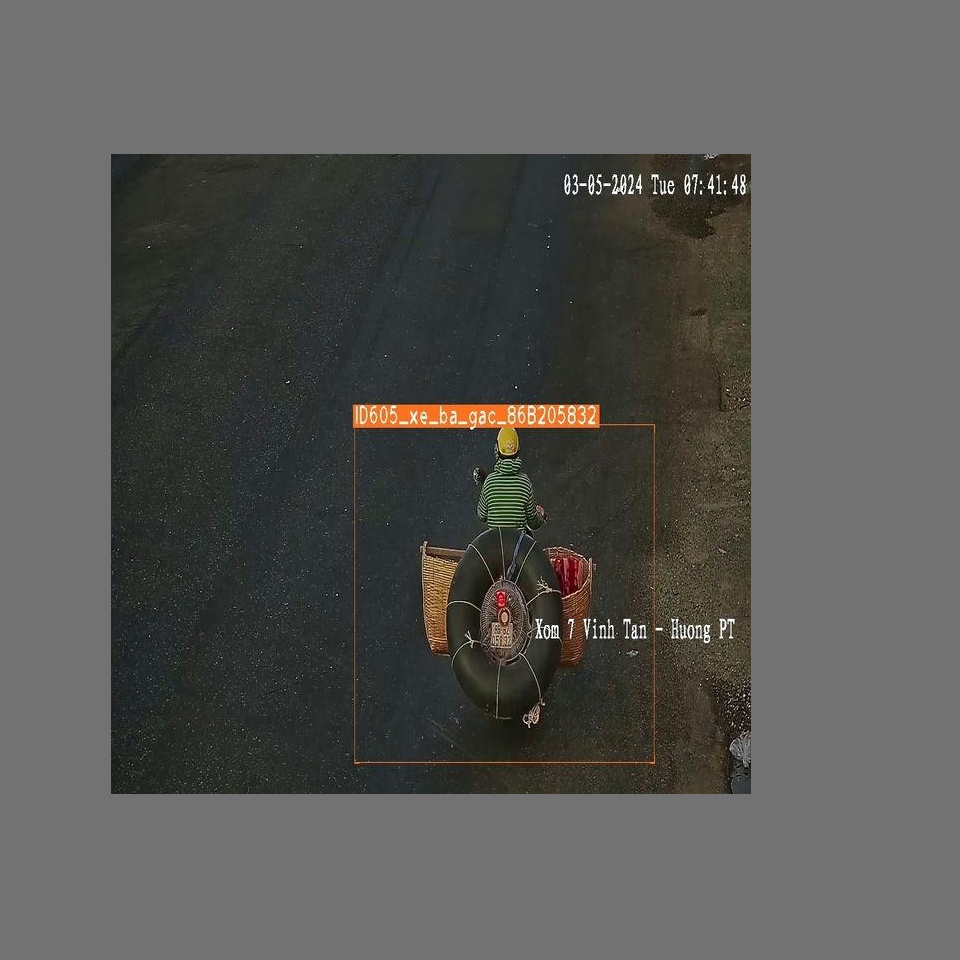 03-05-2024 Tue 07:41:48
ID605_xe_ba_gac_86B205832
Xom 7 Vinh Tan - Huong PT